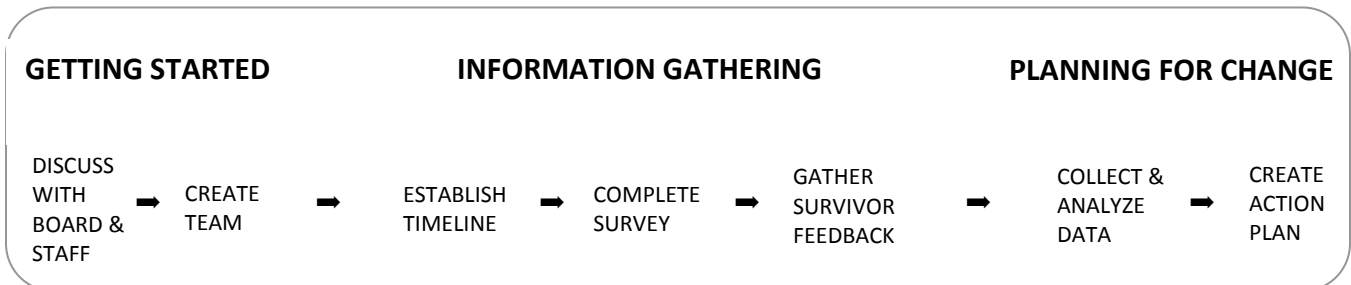 GETTING STARTED
INFORMATION GATHERING
PLANNING FOR CHANGE
DISCUSS
WITH
BOARD &
STAFF
CREATE
TEAM
ESTABLISH
TIMELINE
COMPLETE
SURVEY
GATHER
SURVIVOR
FEEDBACK
COLLECT &
ANALYZE
DATA
CREATE
ACTION
PLAN